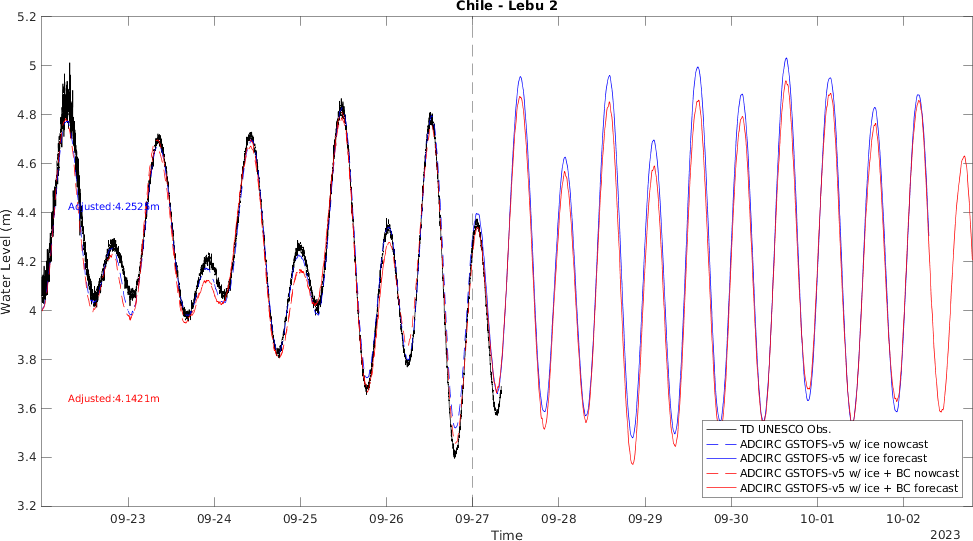 Chile - Lebu 2
5.2
5
4.8
4.6
4.4
4.2
4
3.8
3.6
3.4
3.2
Water Level (m)
Adjusted:4.2525m
Adjusted:4.1421m
TD UNESCO Obs.
ADCIRC GSTOFS-v5 w/ ice nowcast
ADCIRC GSTOFS-v5 w/ ice forecast
ADCIRC GSTOFS-v5 w/ ice + BC nowcast
ADCIRC GSTOFS-v5 w/ ice + BC forecast
09-23 09-24 09-25 09-26 09-27 09-28 09-29 09-30 10-01 10-02
Time
2023